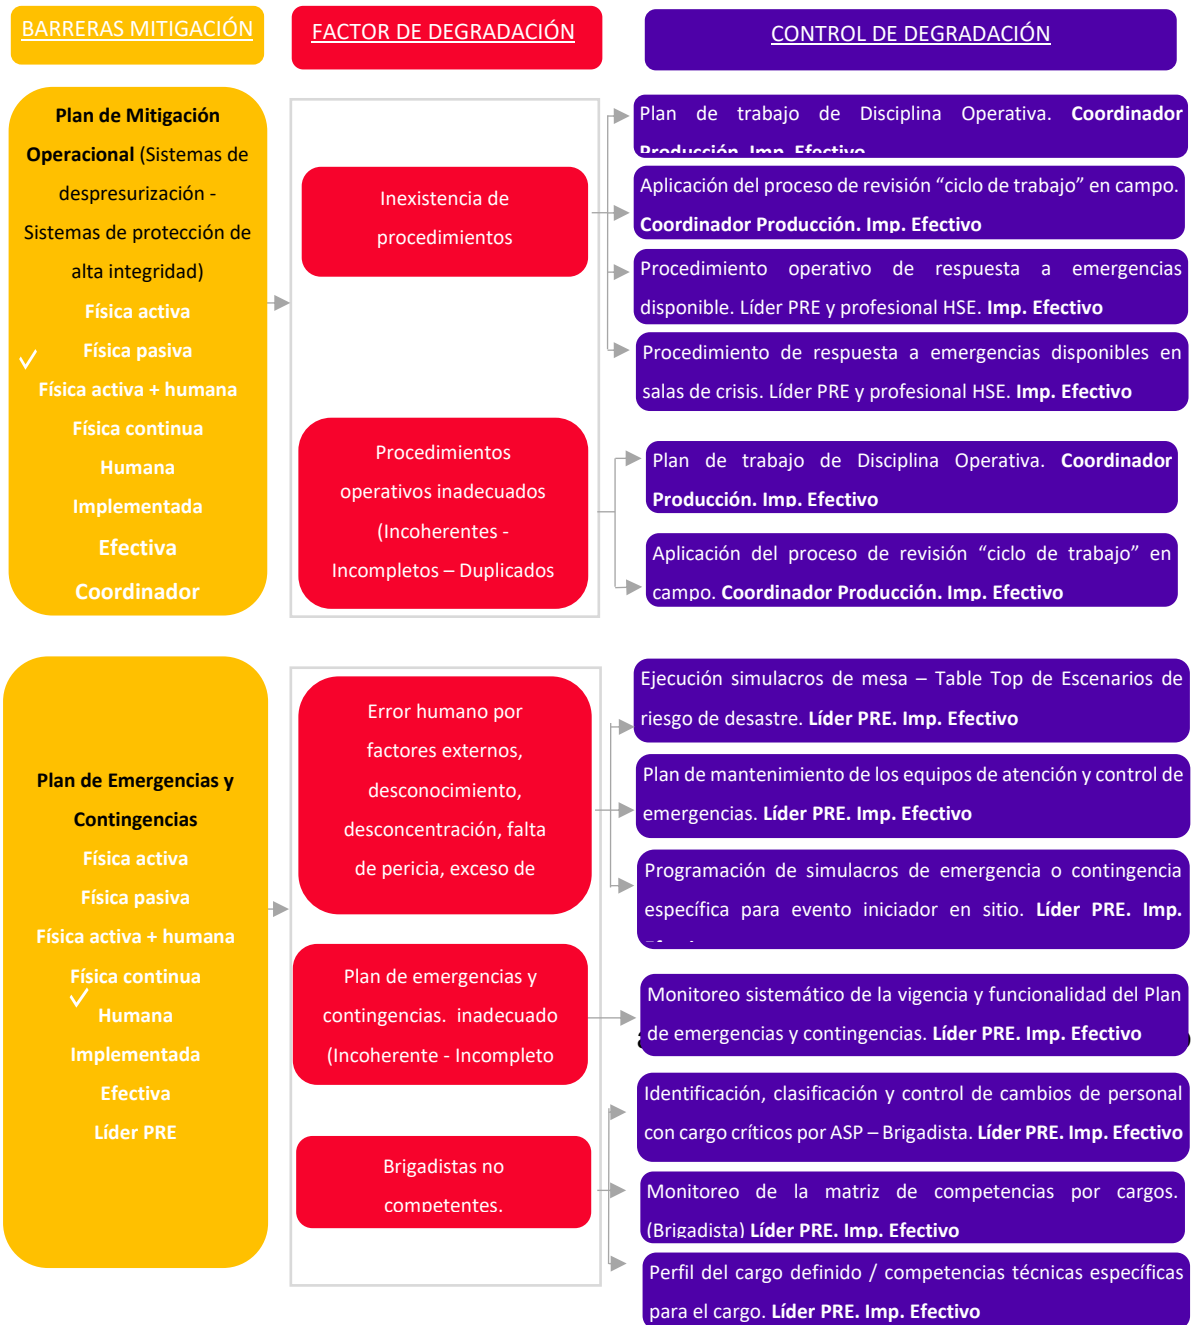 BARRERAS MITIGACIÓN
FACTOR DE DEGRADACIÓN
CONTROL DE DEGRADACIÓN
Plan de Mitigación
Operacional (Sistemas de
despresurización -
Sistemas de protección de
alta integridad)
Física activa
Física pasiva
✓
Física activa + humana
Física continua
Humana
Implementada
Efectiva
Coordinador
Inexistencia de
procedimientos
Plan de trabajo de Disciplina Operativa. Coordinador
Producción. Imp. Efectivo
Aplicación del proceso de revisión “ciclo de trabajo” en campo.
Coordinador Producción. Imp. Efectivo
Procedimiento operativo de respuesta a emergencias
disponible. Líder PRE y profesional HSE. Imp. Efectivo
Procedimiento de respuesta a emergencias disponibles en
salas de crisis. Líder PRE y profesional HSE. Imp. Efectivo
Procedimientos
operativos inadecuados
(Incoherentes -
Incompletos – Duplicados
Plan de trabajo de Disciplina Operativa. Coordinador
Producción. Imp. Efectivo
Aplicación del proceso de revisión “ciclo de trabajo” en
campo. Coordinador Producción. Imp. Efectivo
Plan de Emergencias y
Contingencias
Física activa
Física pasiva
Física activa + humana
Física continua
✓
Humana
Implementada
Efectiva
Líder PRE
Error humano por
factores externos,
desconocimiento,
desconcentración, falta
de pericia, exceso de
Ejecución simulacros de mesa – Table Top de Escenarios de
riesgo de desastre. Líder PRE. Imp. Efectivo
Plan de mantenimiento de los equipos de atención y control de
emergencias. Líder PRE. Imp. Efectivo
Programación de simulacros de emergencia o contingencia
específica para evento iniciador en sitio. Líder PRE. Imp.
Plan de emergencias y
contingencias. inadecuado
(Incoherente - Incompleto
Monitoreo sistemático de la vigencia y funcionalidad del Plan
de emergencias y contingencias. Líder PRE. Imp. Efectivo
Brigadistas no
competentes.
Identificación, clasificación y control de cambios de personal
con cargo críticos por ASP – Brigadista. Líder PRE. Imp. Efectivo
Monitoreo de la matriz de competencias por cargos.
(Brigadista) Líder PRE. Imp. Efectivo
Perfil del cargo definido / competencias técnicas específicas
para el cargo. Líder PRE. Imp. Efectivo